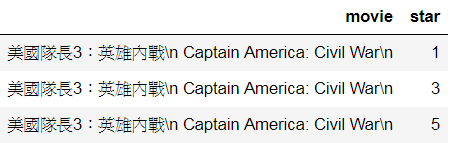 movie star
美國隊長3：英雄內戰\n Captain America: Civil War\n 1
美國隊長3：英雄內戰\n Captain America: Civil War\n 3
美國隊長3：英雄內戰\n Captain America: Civil War\n 5